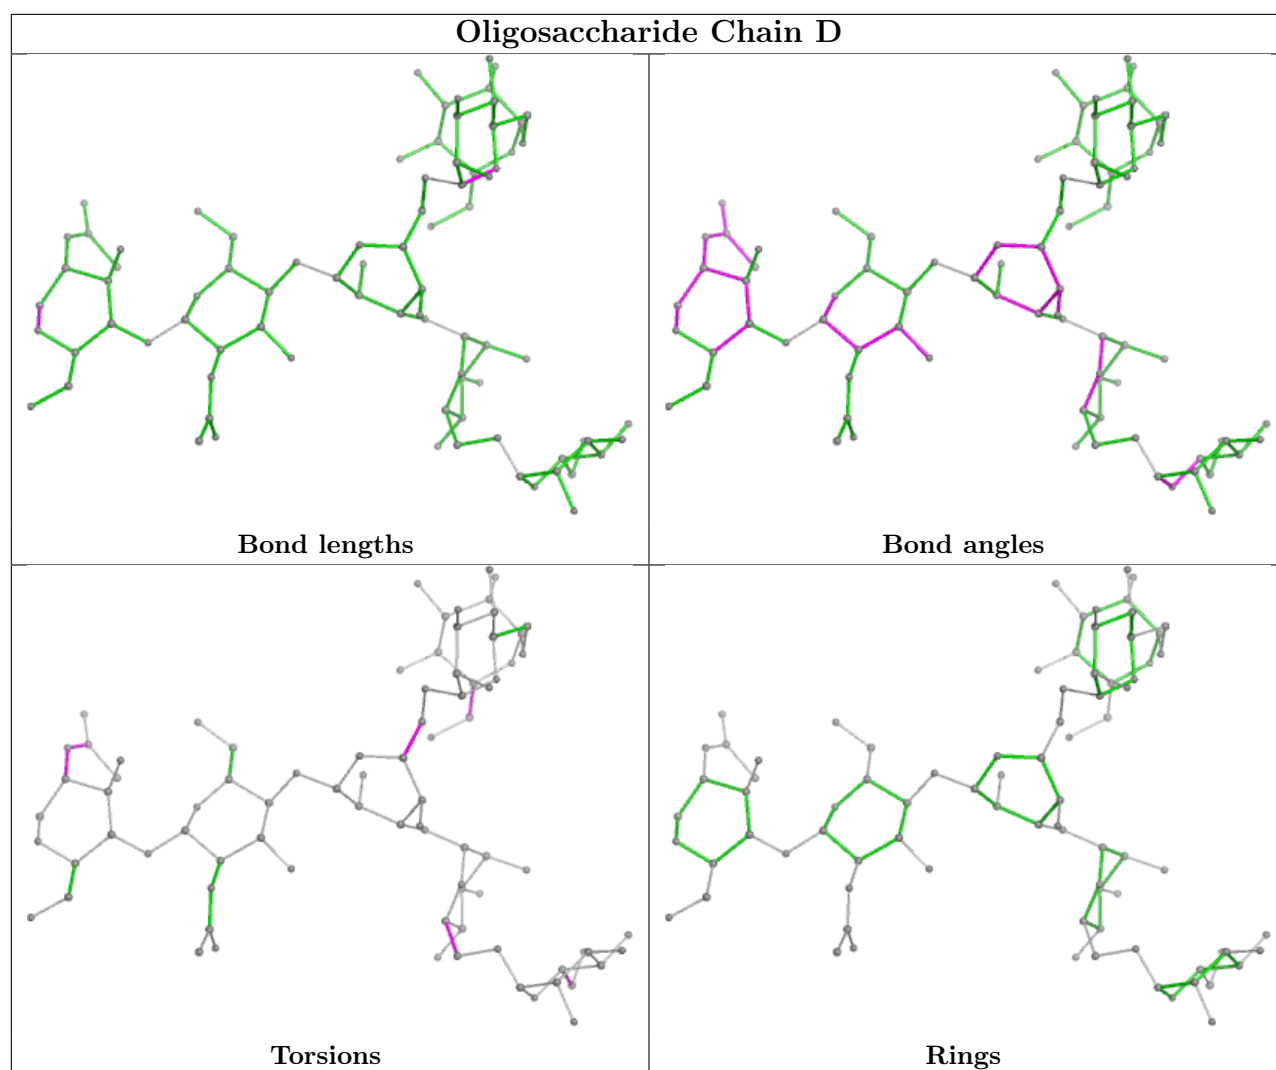 Oligosaccharide Chain D
Bond lengths
Bond angles
Torsions
Rings